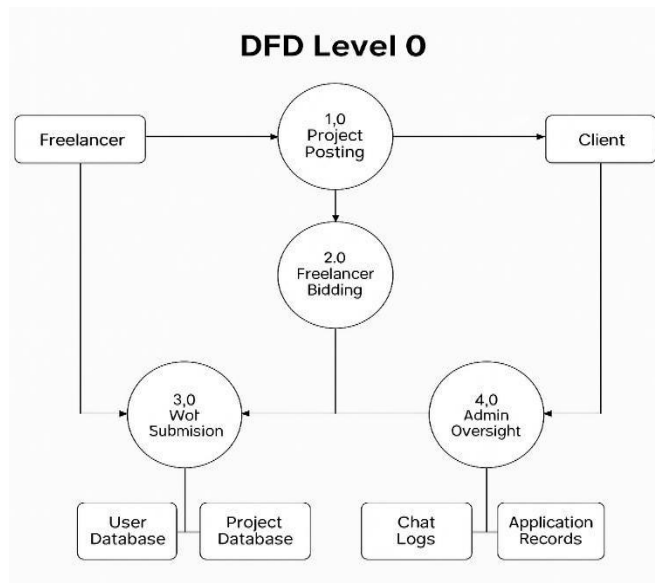 DFD Level 0
Freelancer
1,0
Project
Posting
Client
2.0
Freelancer
Bidding
3,0
Wot
Submision
4,0
Admin
Oversight
User
Database
Project
Database
Chat
Logs
Application
Records